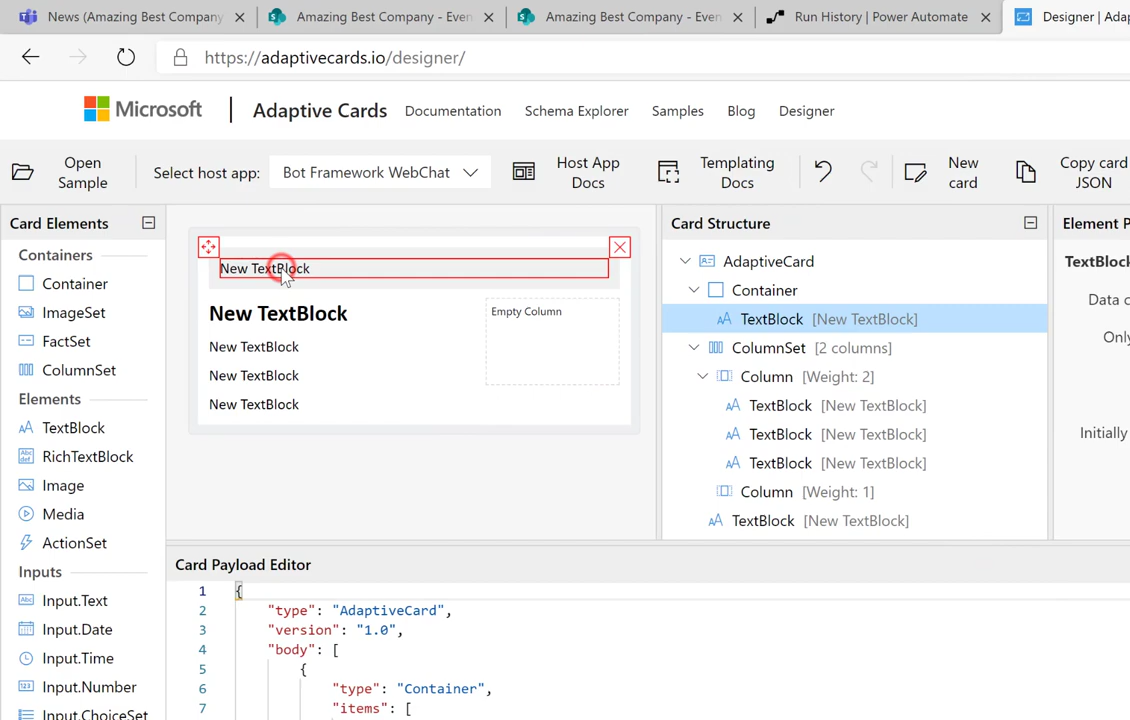 News (Amazing Best Company
Amazing Best Company - Even
Amazing Best Company - Even
Run History | Power Automate
Designer | Ada
https://adaptivecards.io/designer/
Microsoft
Adaptive Cards
Documentation
Schema Explorer
Samples
Blog
Designer
Open Sample
Select host app:
Bot Framework WebChat
Host App Docs
Templating Docs
New card
Copy card JSON
Card Elements
Containers
Container
ImageSet
FactSet
ColumnSet
Elements
TextBlock
RichTextBlock
Image
Media
ActionSet
Inputs
Input.Text
Input.Date
Input.Time
Input.Number
Input.ChoiceSet
New TextBlock
New TextBlock
Empty Column
New TextBlock
New TextBlock
New TextBlock
Card Structure
AdaptiveCard
Container
TextBlock [New TextBlock]
ColumnSet [2 columns]
Column [Weight: 2]
TextBlock [New TextBlock]
TextBlock [New TextBlock]
TextBlock [New TextBlock]
Column [Weight: 1]
TextBlock [New TextBlock]
Element P
TextBlock
Data c
Only
Initially
Card Payload Editor
1 {
2 "type": "AdaptiveCard",
3 "version": "1.0",
4 "body": [
5 {
6 "type": "Container",
7 "items": [